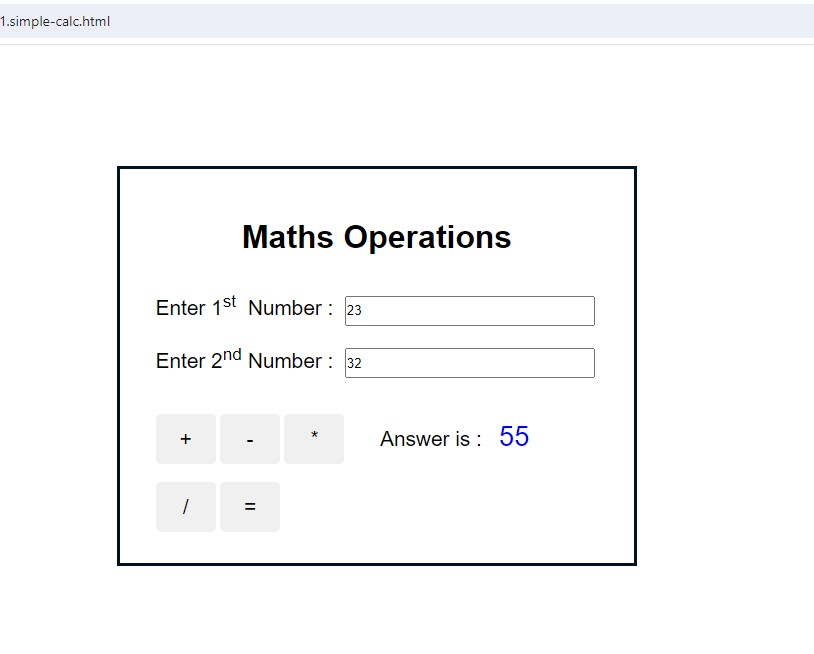 1.simple-calc.html
Maths Operations
Enter 1st Number : 23
Enter 2nd Number : 32
+ - * Answer is : 55
/ =